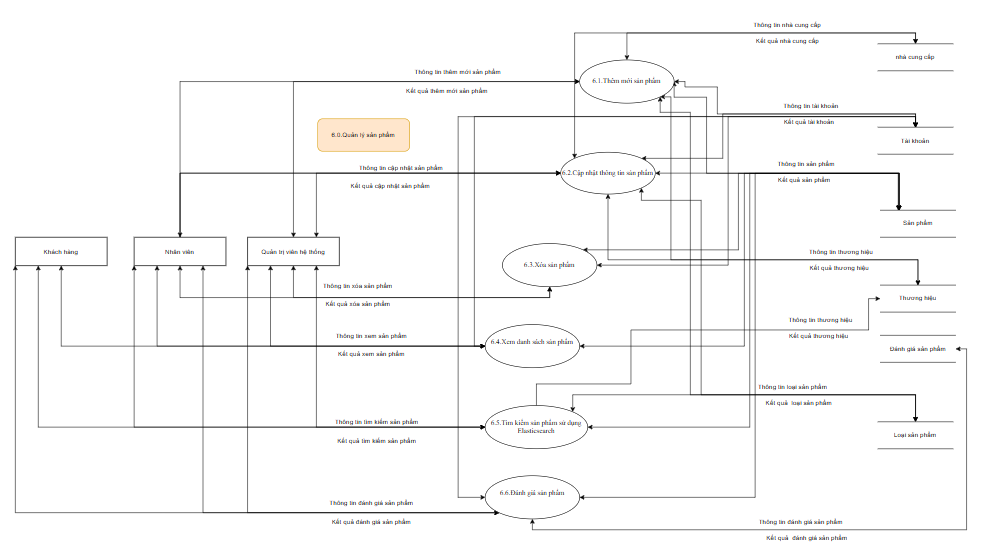 Thông tin nhà cung cấp
Kết quả nhà cung cấp
nhà cung cấp
Thông tin thêm mới sản phẩm
6.1.Thêm mới sản phẩm
Kết quả thêm mới sản phẩm
Thông tin tài khoản
Kết quả tài khoản
6.0.Quản lý sản phẩm
Tài khoản
Thông tin cập nhật sản phẩm
Thông tin sản phẩm
6.2.Cập nhật thông tin sản phẩm
Kết quả cập nhật sản phẩm
Kết quả sản phẩm
Sản phẩm
Khách hàng
Nhân viên
Quản trị viên hệ thống
Thông tin thương hiệu
6.3.Xóa sản phẩm
Kết quả thương hiệu
Thông tin xóa sản phẩm
Kết quả xóa sản phẩm
Thương hiệu
Thông tin thương hiệu
Thông tin xem sản phẩm
Kết quả thương hiệu
6.4.Xem danh sách sản phẩm
Kết quả xem sản phẩm
Đánh giá sản phẩm
Thông tin loại sản phẩm
Kết quả loại sản phẩm
Thông tin tìm kiếm sản phẩm
6.5.Tìm kiếm sản phẩm sử dụng
Elasticsearch
Kết quả tìm kiếm sản phẩm
Loại sản phẩm
6.6.Đánh giá sản phẩm
Thông tin đánh giá sản phẩm
Kết quả đánh giá sản phẩm
Thông tin đánh giá sản phẩm
Kết quả đánh giá sản phẩm